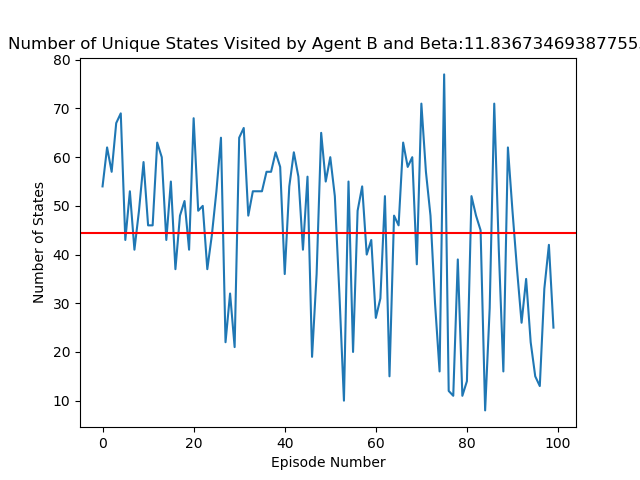 Number of Unique States Visited by Agent B and Beta:11.83673469387755
80
70
60
50
40
30
20
10
Number of States
0 20 40 60 80 100
Episode Number